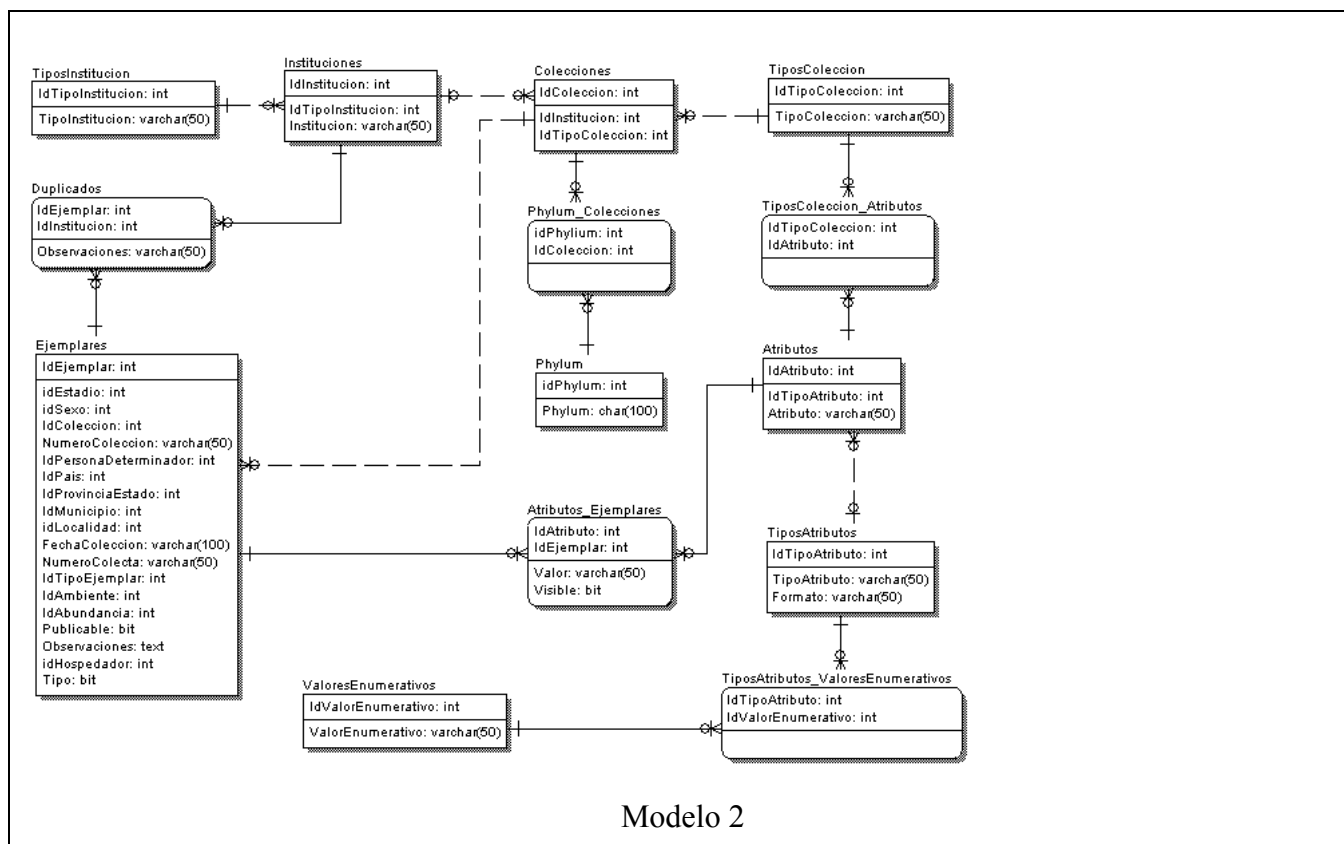 TiposInstitucion
IdTipoInstitucion: int
TipoInstitucion: varchar(50)
Instituciones
IdInstitucion: int
IdTipoInstitucion: int
Institucion: varchar(50)
Colecciones
IdColeccion: int
IdInstitucion: int
IdTipoColeccion: int
TiposColeccion
IdTipoColeccion: int
TipoColeccion: varchar(50)
Duplicados
IdEjemplar: int
IdInstitucion: int
Observaciones: varchar(50)
Phylum_Colecciones
idPhylium: int
IdColeccion: int
TiposColeccion_Atributos
IdTipoColeccion: int
IdAtributo: int
Ejemplares
IdEjemplar: int
idEstadio: int
idSexo: int
IdColeccion: int
NumeroColeccion: varchar(50)
IdPersonaDeterminador: int
IdPais: int
IdProvinciaEstado: int
IdMunicipio: int
idLocalidad: int
FechaColeccion: varchar(100)
NumeroColecta: varchar(50)
IdTipoEjemplar: int
IdAmbiente: int
IdAbundancia: int
Publicable: bit
Observaciones: text
idHospedador: int
Tipo: bit
Phylum
idPhylum: int
Phylum: char(100)
Atributos
IdAtributo: int
IdTipoAtributo: int
Atributo: varchar(50)
Atributos_Ejemplares
IdAtributo: int
IdEjemplar: int
Valor: varchar(50)
Visible: bit
TiposAtributos
IdTipoAtributo: int
TipoAtributo: varchar(50)
Formato: varchar(50)
ValoresEnumerativos
IdValorEnumerativo: int
ValorEnumerativo: varchar(50)
TiposAtributos_ValoresEnumerativos
IdTipoAtributo: int
IdValorEnumerativo: int
Modelo 2